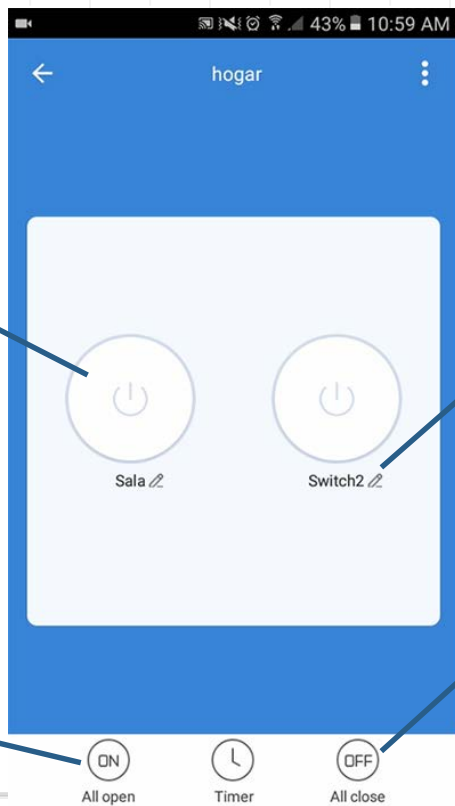 43% 10:59 AM
hogar
Sala
Switch2
ON
OFF
All open
Timer
All close